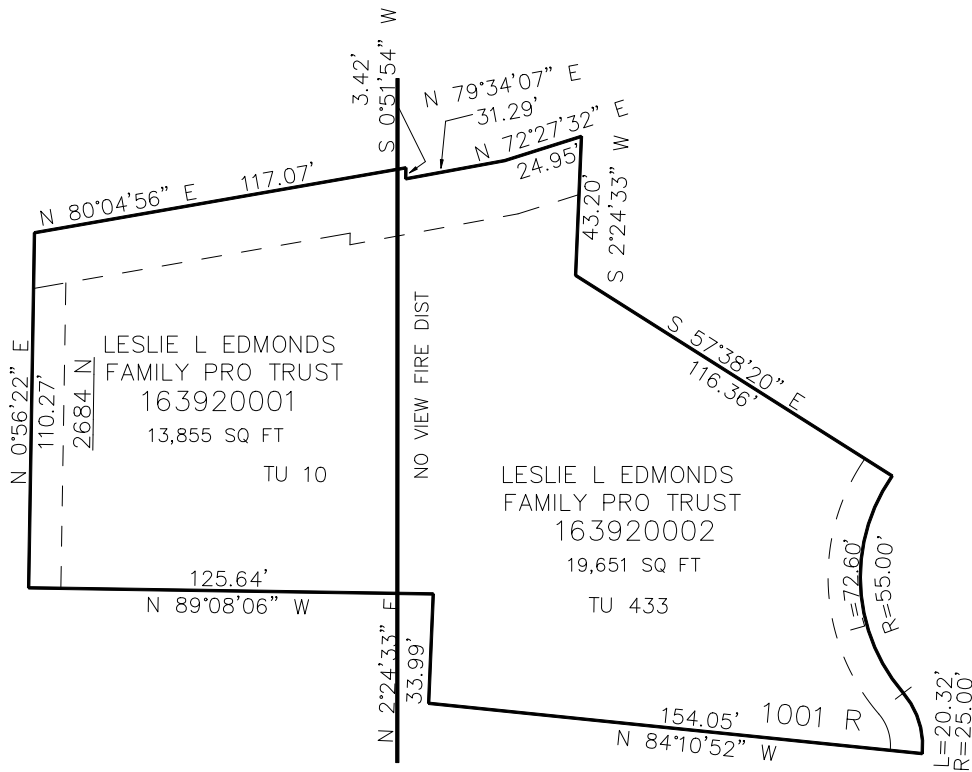 3.42'
S 0°51'54" W
N 79°34'07" E
31.29'
N 72°27'32" E
24.95'
N 80°04'56" E
117.07'
43.20'
S 2°24'33" W
S 57°38'20" E
116.36'
N 0°56'22" E
110.27'
2684 N
LESLIE L EDMONDS
FAMILY PRO TRUST
163920001
13,855 SQ FT
TU 10
NO VIEW FIRE DIST
LESLIE L EDMONDS
FAMILY PRO TRUST
163920002
19,651 SQ FT
TU 433
L=72.60'
R=55.00'
125.64'
N 89°08'06" W
N 2°24'33" E
33.99'
154.05'
N 84°10'52" W
1001 R
L=20.32'
R=25.00'